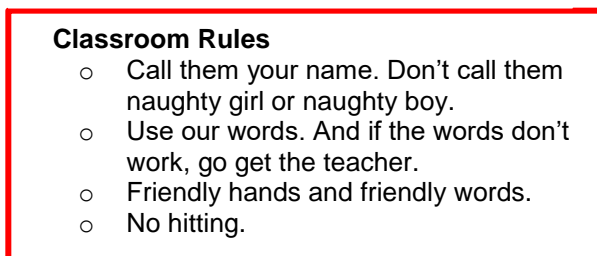 Classroom Rules
○ Call them your name. Don’t call them
naughty girl or naughty boy.
○ Use our words. And if the words don’t
work, go get the teacher.
○ Friendly hands and friendly words.
○ No hitting.